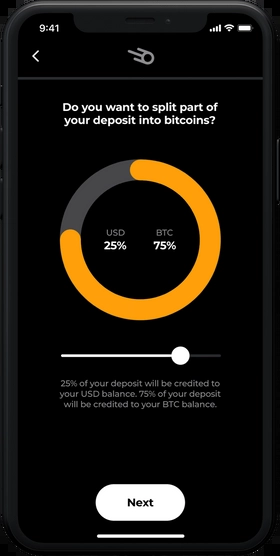 9:41
Do you want to split part of
your deposit into bitcoins?
USD BTC
25% 75%
25% of your deposit will be credited to
your USD balance. 75% of your deposit
will be credited to your BTC balance.
Next